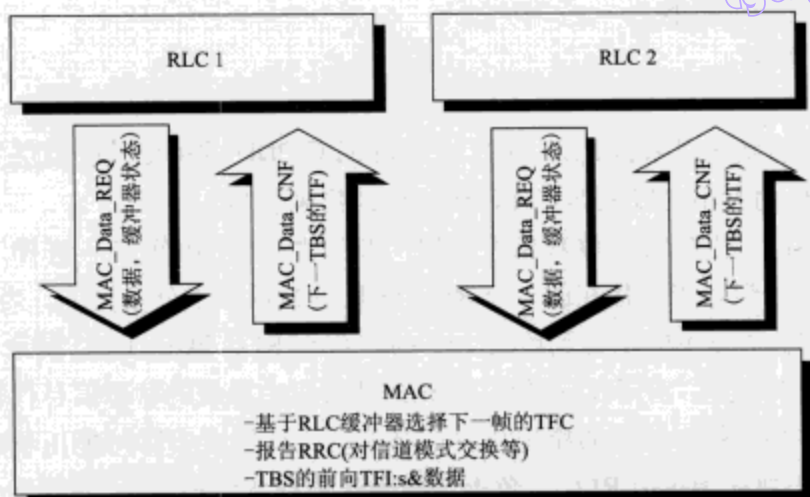 RLC 1
RLC 2
MAC_Data_REQ
(数据，缓冲器状态)
MAC_Data_CNF
(下一TBS的TF)
MAC_Data_REQ
(数据，缓冲器状态)
MAC_Data_CNF
(下一TBS的TF)
MAC
-基于RLC缓冲器选择下一帧的TFC
-报告RRC(对信道模式交换等)
-TBS的前向TFI:s&数据